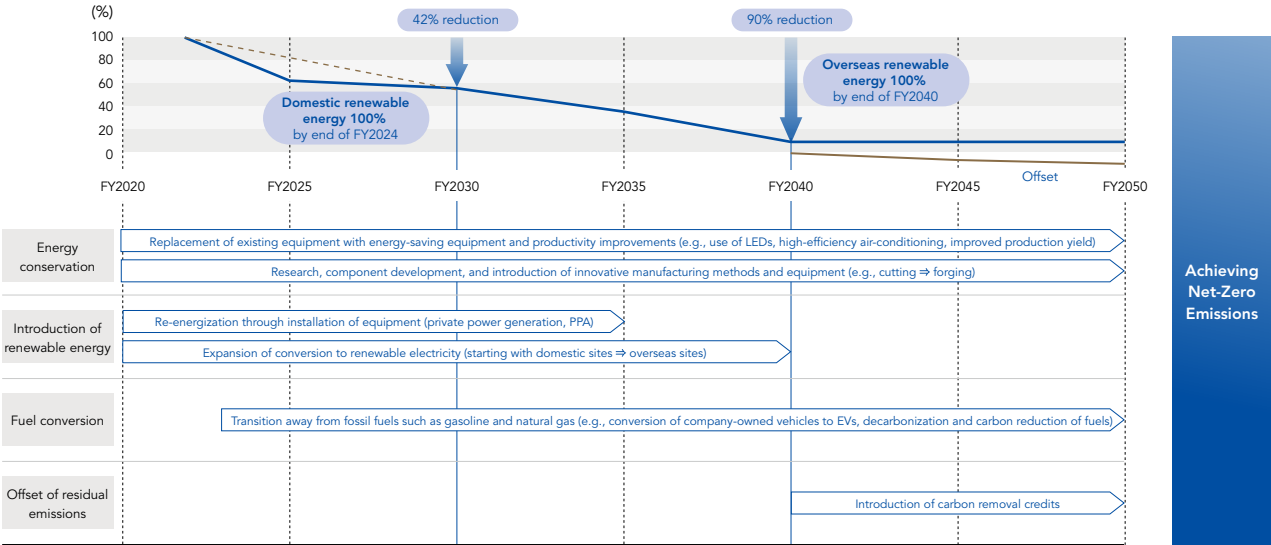 (%)
42% reduction
90% reduction
100
80
60
40
20
0
Domestic renewable
energy 100%
by end of FY2024
Overseas renewable
energy 100%
by end of FY2040
Offset
FY2020
FY2025
FY2030
FY2035
FY2040
FY2045
FY2050
Energy
conservation
Replacement of existing equipment with energy-saving equipment and productivity improvements (e.g., use of LEDs, high-efficiency air-conditioning, improved production yield)
Research, component development, and introduction of innovative manufacturing methods and equipment (e.g., cutting ⇒ forging)
Introduction of
renewable energy
Re-energization through installation of equipment (private power generation, PPA)
Expansion of conversion to renewable electricity (starting with domestic sites ⇒ overseas sites)
Fuel conversion
Transition away from fossil fuels such as gasoline and natural gas (e.g., conversion of company-owned vehicles to EVs, decarbonization and carbon reduction of fuels)
Offset of residual
emissions
Introduction of carbon removal credits
Achieving
Net-Zero
Emissions